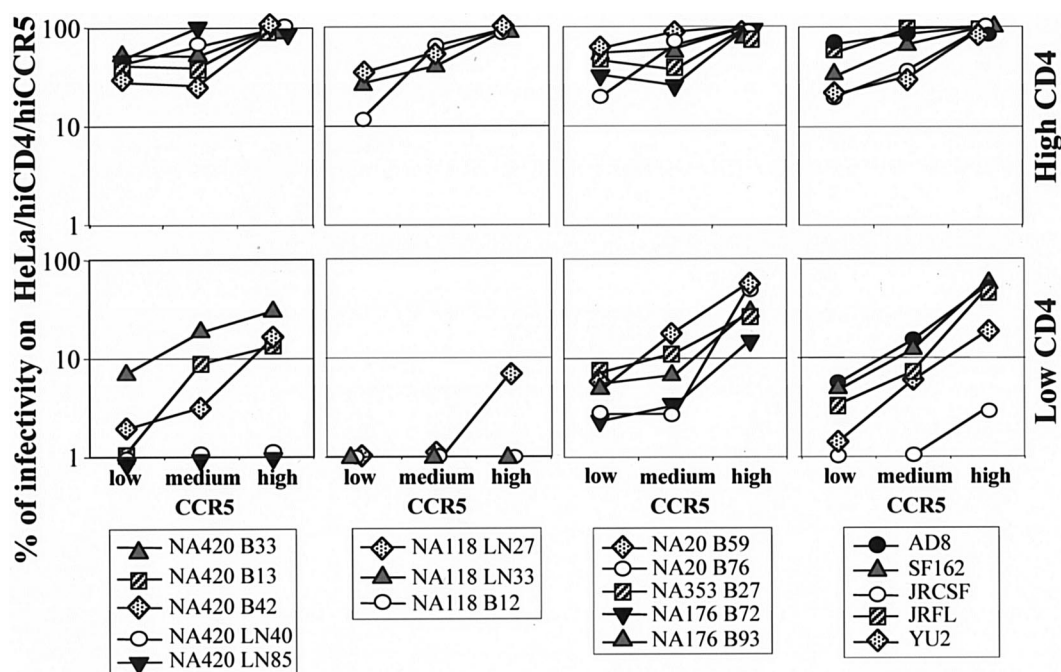 % of infectivity on HeLa/hiCD4/hiCCR5
100
10
1
High CD4
100
10
1
Low CD4
low medium high
CCR5
low medium high
CCR5
low medium high
CCR5
low medium high
CCR5
NA420 B33
NA420 B13
NA420 B42
NA420 LN40
NA420 LN85
NA118 LN27
NA118 LN33
NA118 B12
NA20 B59
NA20 B76
NA353 B27
NA176 B72
NA176 B93
AD8
SF162
JRCSF
JRFL
YU2